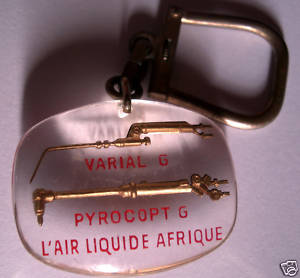 VARIAL G
PYROCOPT G
L'AIR LIQUIDE AFRIQUE